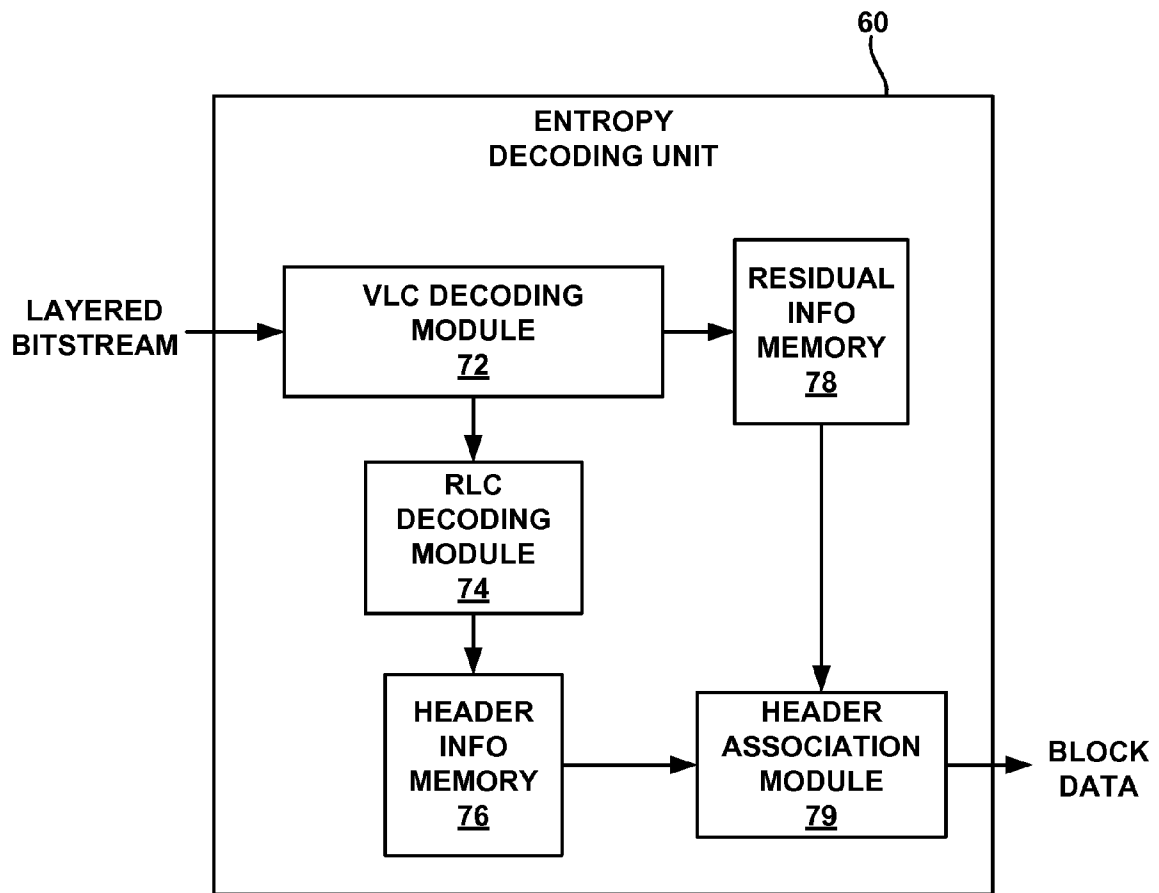 60
ENTROPY
DECODING UNIT
LAYERED
BITSTREAM
VLC DECODING
MODULE
72
RESIDUAL
INFO
MEMORY
78
RLC
DECODING
MODULE
74
HEADER
INFO
MEMORY
76
HEADER
ASSOCIATION
MODULE
79
BLOCK
DATA